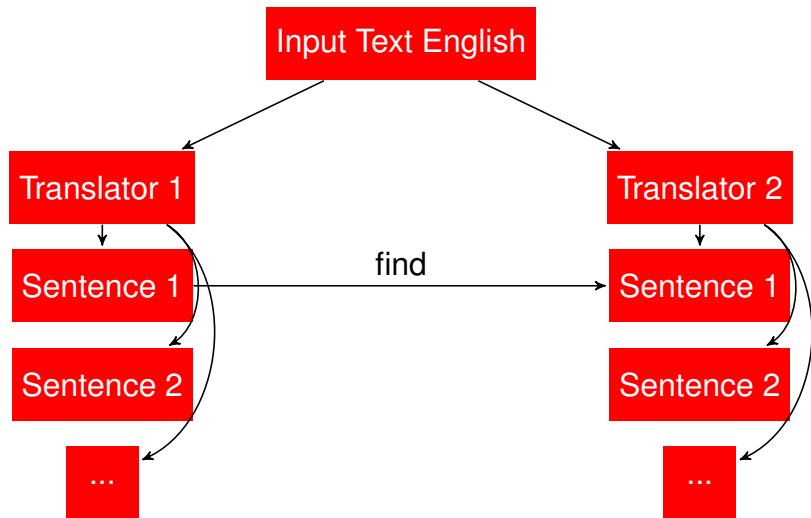 Input Text English
Translator 1
Translator 2
Sentence 1
find
Sentence 1
Sentence 2
Sentence 2
...
...